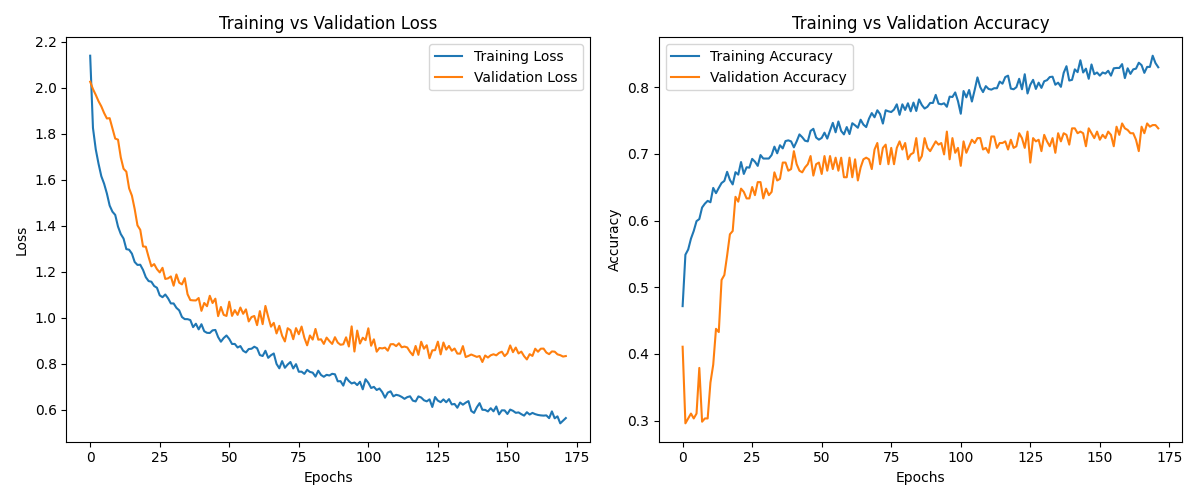 Training vs Validation Loss
Training Loss
Validation Loss
2.2
2.0
1.8
1.6
1.4
1.2
1.0
0.8
0.6
Loss
0 25 50 75 100 125 150 175
Epochs
Training vs Validation Accuracy
Training Accuracy
Validation Accuracy
0.8
0.7
0.6
0.5
0.4
0.3
Accuracy
0 25 50 75 100 125 150 175
Epochs